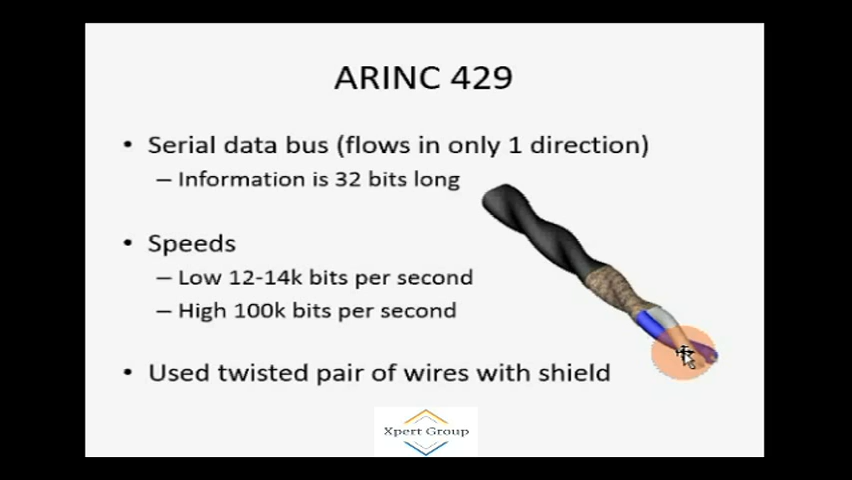 ARINC 429
• Serial data bus (flows in only 1 direction)
– Information is 32 bits long
• Speeds
– Low 12-14k bits per second
– High 100k bits per second
• Used twisted pair of wires with shield
Xpert Group